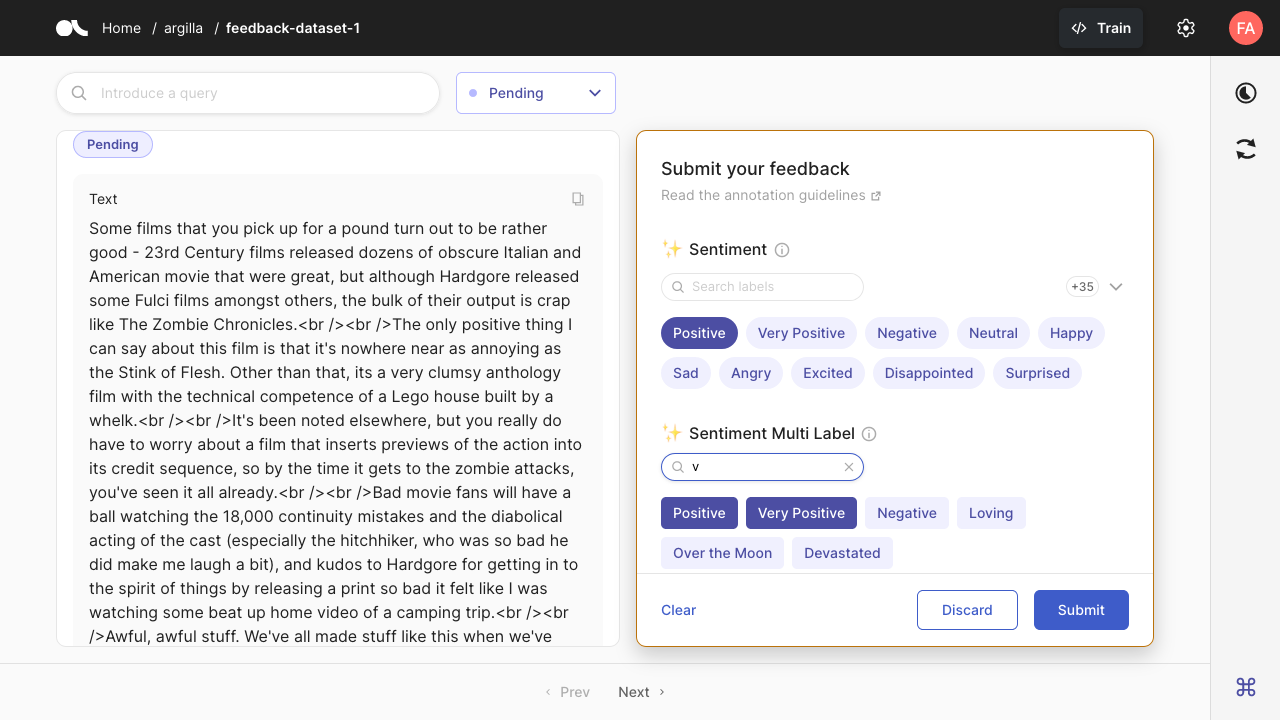 Home / argilla / feedback-dataset-1
Train
FA
Introduce a query
Pending
Pending
Text
Some films that you pick up for a pound turn out to be rather
good - 23rd Century films released dozens of obscure Italian and
American movie that were great, but although Hardgore released
some Fulci films amongst others, the bulk of their output is crap
like The Zombie Chronicles.<br /><br />The only positive thing I
can say about this film is that it's nowhere near as annoying as
the Stink of Flesh. Other than that, its a very clumsy anthology
film with the technical competence of a Lego house built by a
whelk.<br /><br />It's been noted elsewhere, but you really do
have to worry about a film that inserts previews of the action into
its credit sequence, so by the time it gets to the zombie attacks,
you've seen it all already.<br /><br />Bad movie fans will have a
ball watching the 18,000 continuity mistakes and the diabolical
acting of the cast (especially the hitchhiker, who was so bad he
did make me laugh a bit), and kudos to Hardgore for getting in to
the spirit of things by releasing a print so bad it felt like I was
watching some beat up home video of a camping trip.<br /><br
/>Awful, awful stuff. We've all made stuff like this when we've
Submit your feedback
Read the annotation guidelines
Sentiment
Search labels
+35
Positive Very Positive Negative Neutral Happy
Sad Angry Excited Disappointed Surprised
Sentiment Multi Label
v
Positive Very Positive Negative Loving
Over the Moon Devastated
Clear Discard Submit
Prev Next